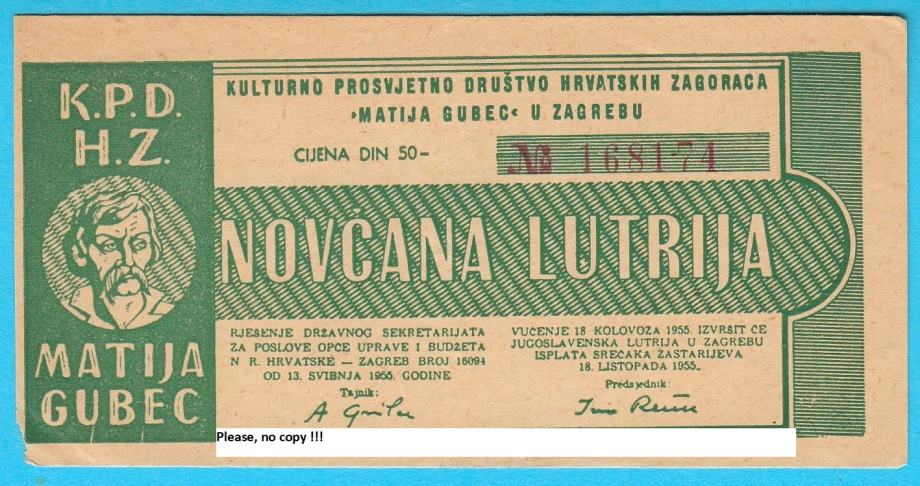 K.P.D.
H.Z.
MATIJA
GUBEC
KULTURNO PROSVJETNO DRUŠTVO HRVATSKIH ZAGORACA
›MATIJA GUBEC‹ U ZAGREBU
CIJENA DIN 50–
№ 168174
NOVČANA LUTRIJA
RJEŠENJE DRŽAVNOG SEKRETARIJATA
ZA POSLOVE OPĆE UPRAVE I BUDŽETA
N R. HRVATSKE — ZAGREB BROJ 16094
OD 13. SVIBNJA 1955. GODINE
Tajnik:
VUČENJE 18 KOLOVOZA 1955. IZVRŠIT ĆE
JUGOSLAVENSKA LUTRIJA U ZAGREBU
ISPLATA SREĆAKA ZASTARIJEVA
18. LISTOPADA 1955.
Predsjednik:
Please, no copy !!!